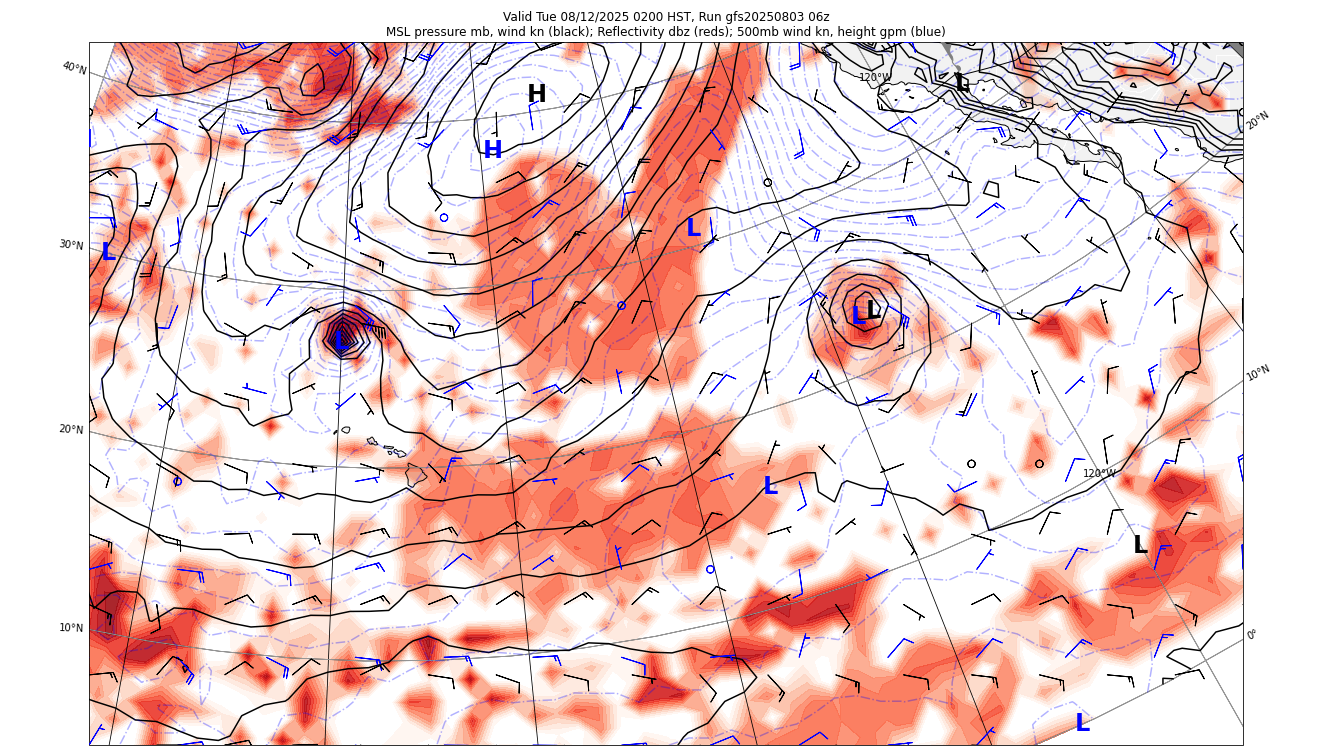 Valid Tue 08/12/2025 0200 HST, Run gfs20250803 06z
MSL pressure mb, wind kn (black); Reflectivity dbz (reds); 500mb wind kn, height gpm (blue)
40°N
120°W
L
H
20°N
H
L
30°N
L
L
L
L
10°N
20°N
120°W
L
L
10°N
0°
L